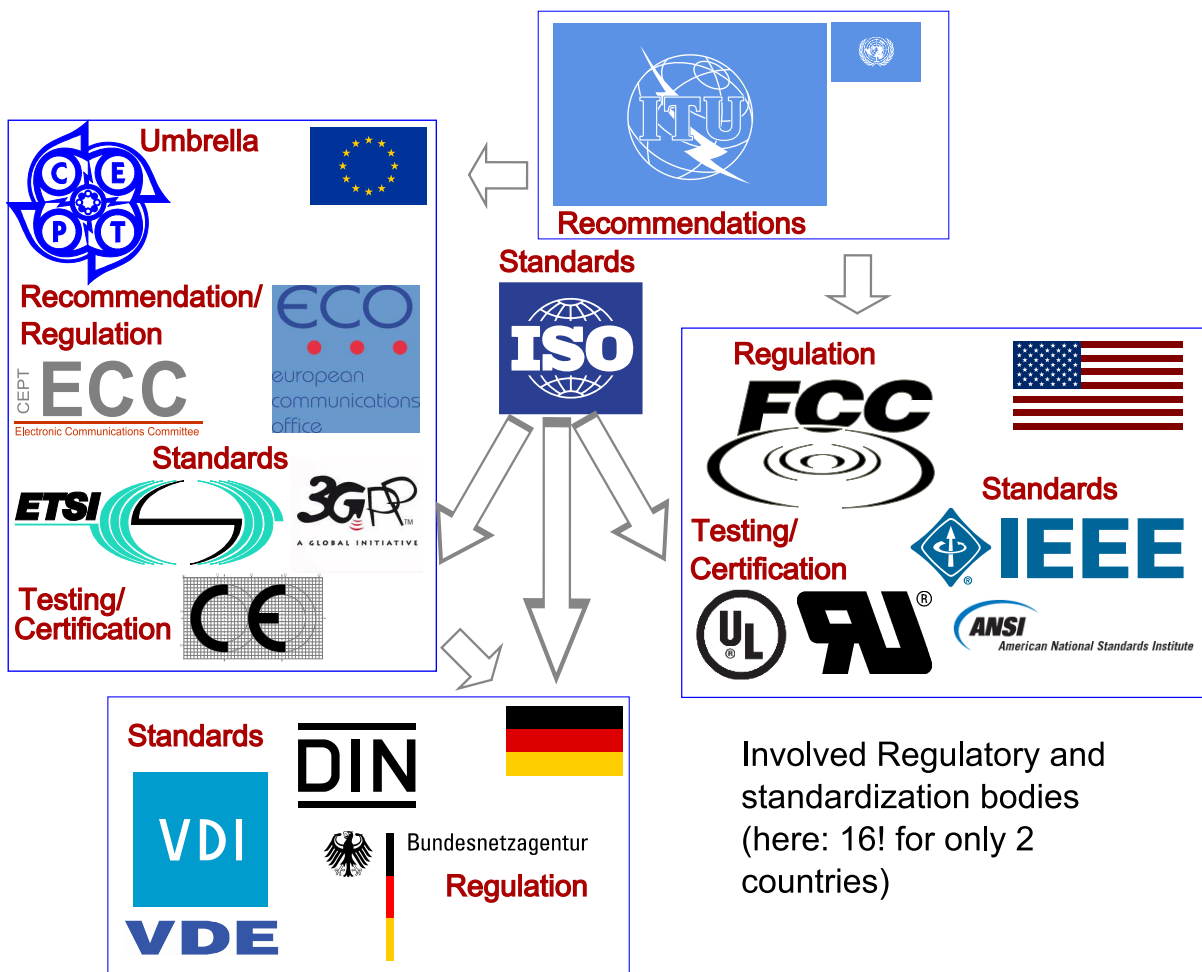 ITU
Recommendations
Umbrella
C E
P T
Recommendation/
Regulation
CEPT
ECC
Electronic Communications Committee
eco
european
communications
office
Standards
ETSI
3GPP™
A GLOBAL INITIATIVE
Testing/
Certification
CE
Standards
ISO
Regulation
FCC
Standards
IEEE
®
Testing/
Certification
UL
®
RU
®
ANSI
American National Standards Institute
Standards
DIN
VDI
VDE
Bundesnetzagentur
Regulation
Involved Regulatory and
standardization bodies
(here: 16! for only 2
countries)